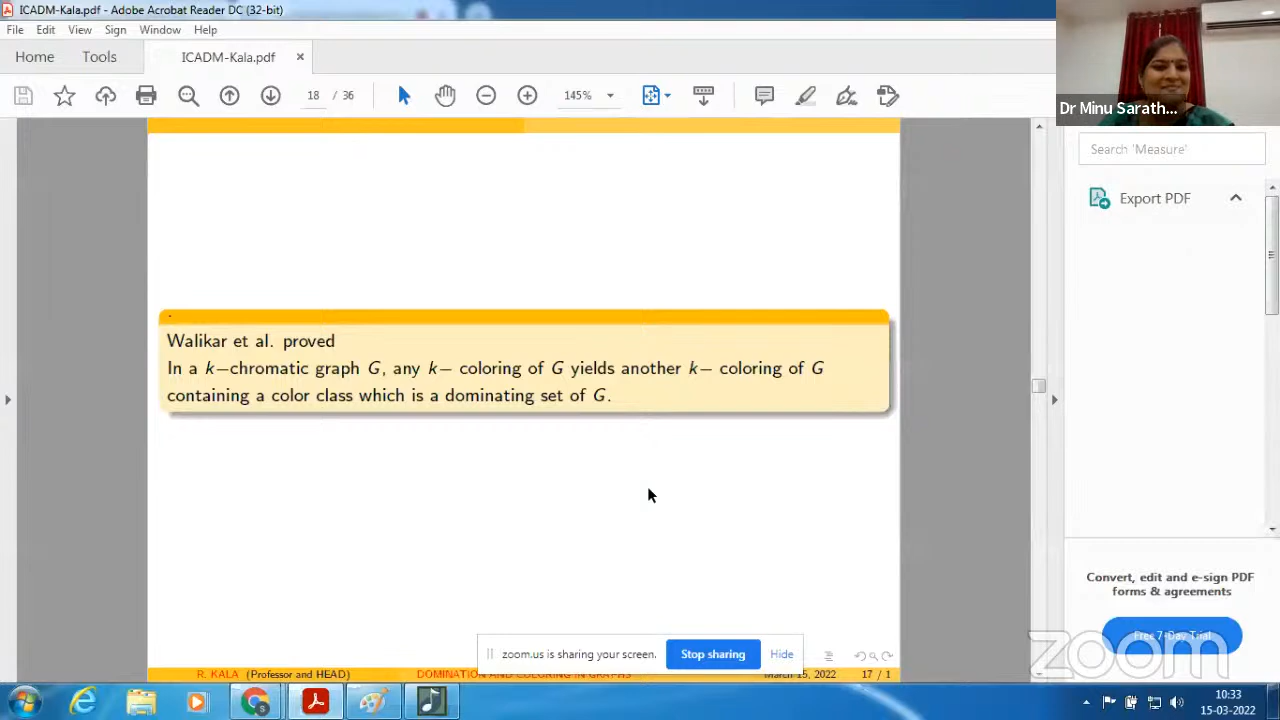 ICADM-Kala.pdf - Adobe Acrobat Reader DC (32-bit)
File Edit View Sign Window Help
Home Tools ICADM-Kala.pdf ×
18 / 36 145%
Dr Minu Sarath...
Search 'Measure'
Export PDF
Walikar et al. proved
In a k−chromatic graph G, any k− coloring of G yields another k− coloring of G
containing a color class which is a dominating set of G.
Convert, edit and e-sign PDF
forms & agreements
Free 7-Day Trial
zoom
zoom.us is sharing your screen. Stop sharing Hide
R. KALA (Professor and HEAD) DOMINATION AND COLORING IN GRAPHS March 15, 2022 17 / 1
10:33
15-03-2022